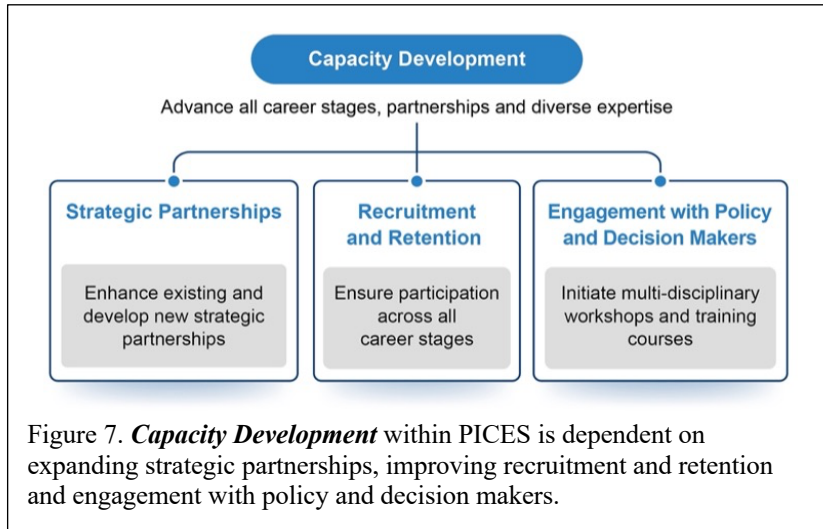 Capacity Development
Advance all career stages, partnerships and diverse expertise
Strategic Partnerships
Enhance existing and
develop new strategic
partnerships
Recruitment
and Retention
Ensure participation
across all
career stages
Engagement with Policy
and Decision Makers
Initiate multi-disciplinary
workshops and training
courses
Figure 7. Capacity Development within PICES is dependent on
expanding strategic partnerships, improving recruitment and retention
and engagement with policy and decision makers.